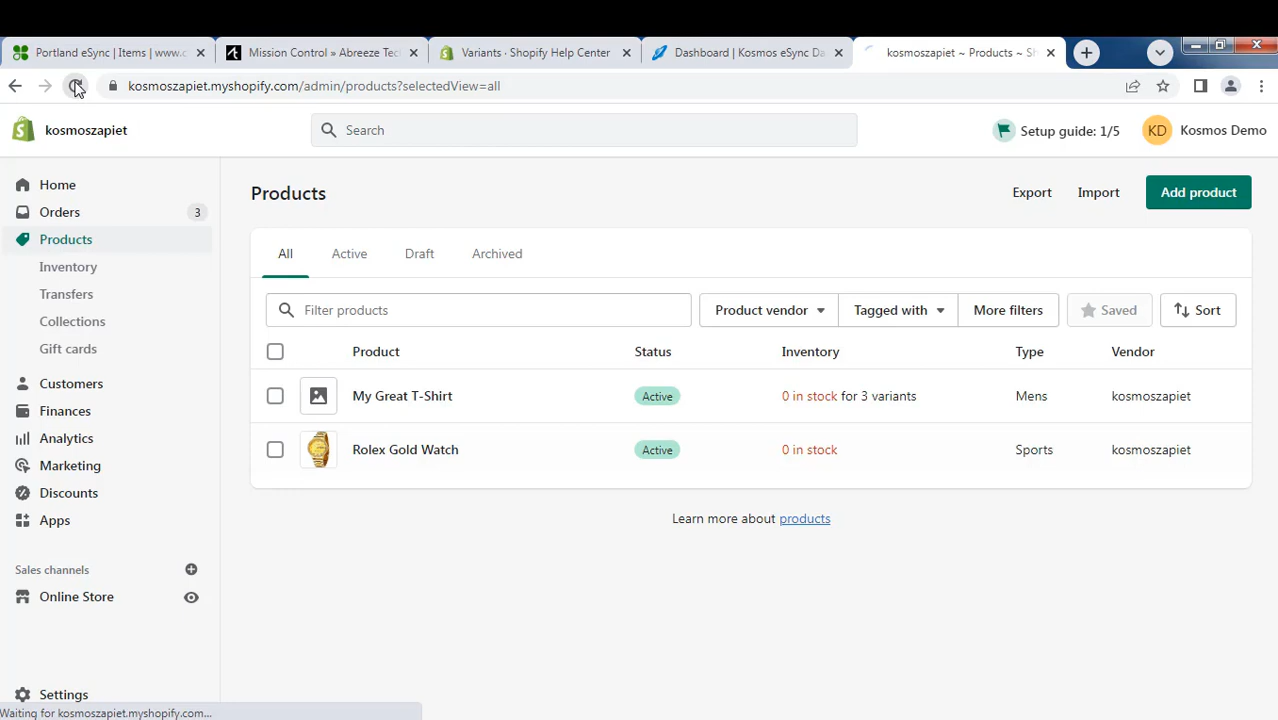 Portland eSync | Items | www.c
Mission Control » Abreeze Tec
Variants · Shopify Help Center
Dashboard | Kosmos eSync Da
kosmoszapiet ~ Products ~ Sh
kosmoszapiet.myshopify.com/admin/products?selectedView=all
kosmoszapiet
Search
Setup guide: 1/5
KD
Kosmos Demo
Home
Orders
3
Products
Inventory
Transfers
Collections
Gift cards
Customers
Finances
Analytics
Marketing
Discounts
Apps
Sales channels
Online Store
Settings
Waiting for kosmoszapiet.myshopify.com...
Products
Export
Import
Add product
All
Active
Draft
Archived
Filter products
Product vendor
Tagged with
More filters
Saved
Sort
Product
Status
Inventory
Type
Vendor
My Great T-Shirt
Active
0 in stock for 3 variants
Mens
kosmoszapiet
Rolex Gold Watch
Active
0 in stock
Sports
kosmoszapiet
Learn more about products